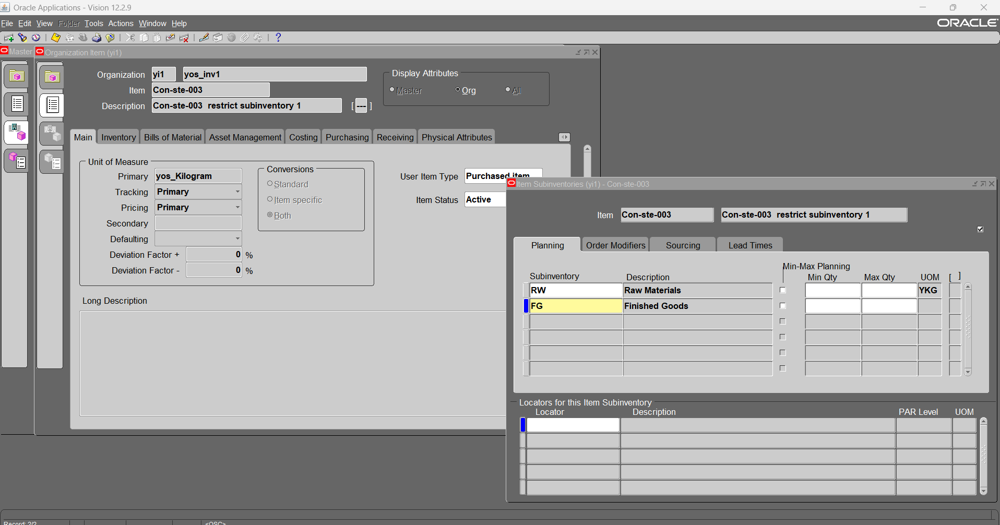 Oracle Applications - Vision 12.2.9
File Edit View Folder Tools Actions Window Help
ORACLE
Master
Organization Item (yi1)
Organization yi1 yos_inv1
Item Con-ste-003
Description Con-ste-003 restrict subinventory 1 [ --- ]
Display Attributes
Master Org All
Main Inventory Bills of Material Asset Management Costing Purchasing Receiving Physical Attributes
Unit of Measure
Primary yos_Kilogram
Tracking Primary
Pricing Primary
Secondary
Defaulting
Deviation Factor + 0 %
Deviation Factor - 0 %
Conversions
Standard
Item specific
Both
User Item Type Purchased item
Item Status Active
Long Description
Item Subinventories (yi1) - Con-ste-003
Item Con-ste-003 Con-ste-003 restrict subinventory 1
Planning Order Modifiers Sourcing Lead Times
Min-Max Planning
Subinventory Description Min Qty Max Qty UOM [ ]
RW Raw Materials YKG
FG Finished Goods
Locators for this Item Subinventory
Locator Description PAR Level UOM
Record: 2/2 <OSC>